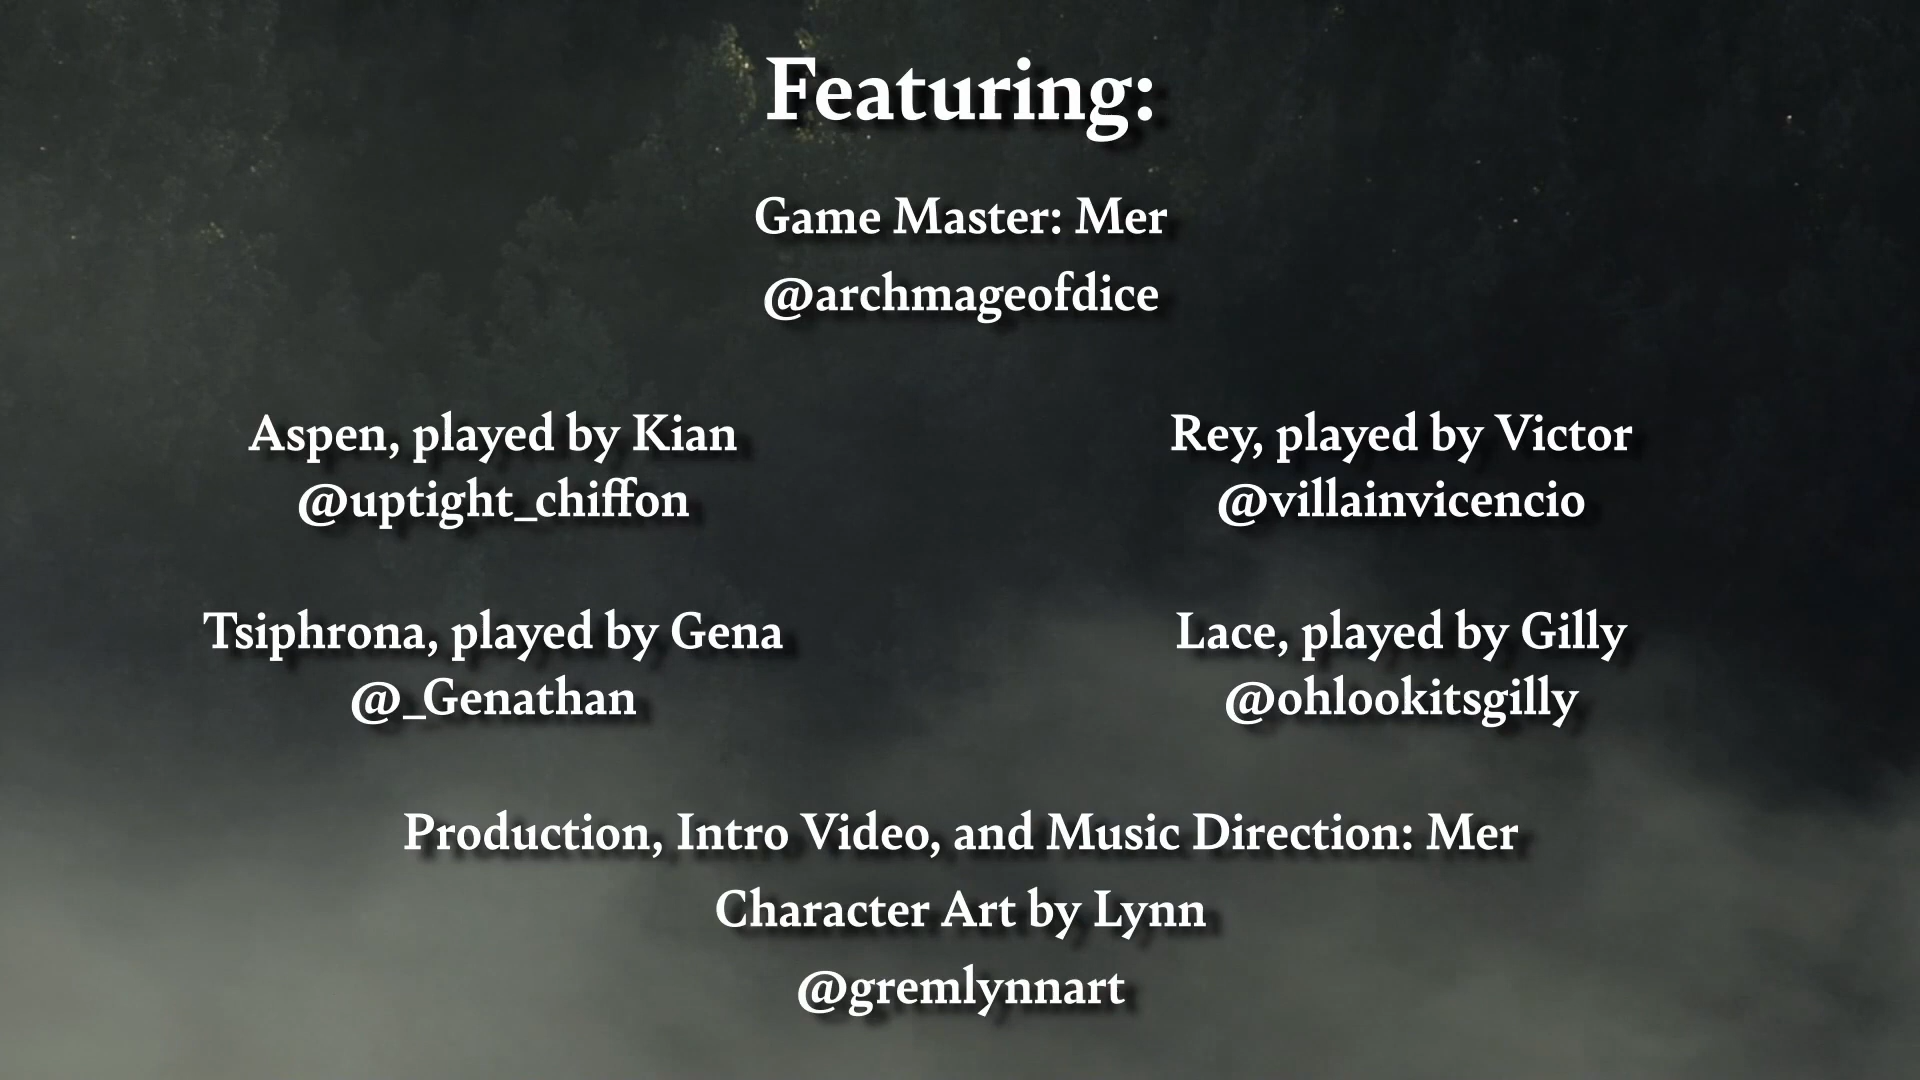 Featuring:
Game Master: Mer
@archmageofdice
Aspen, played by Kian
@uptight_chiffon
Rey, played by Victor
@villainvicencio
Tsiphrona, played by Gena
@_Genathan
Lace, played by Gilly
@ohlookitsgilly
Production, Intro Video, and Music Direction: Mer
Character Art by Lynn
@gremlynnart